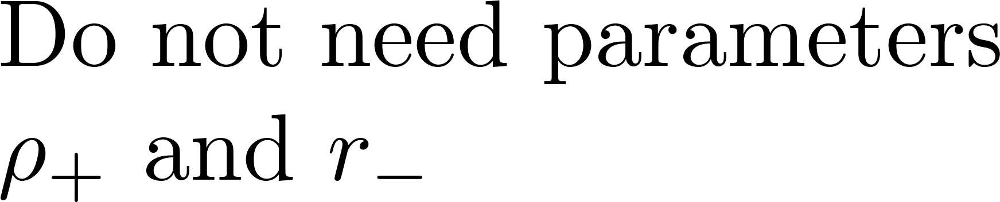 Do not need parameters
ρ₊ and r₋